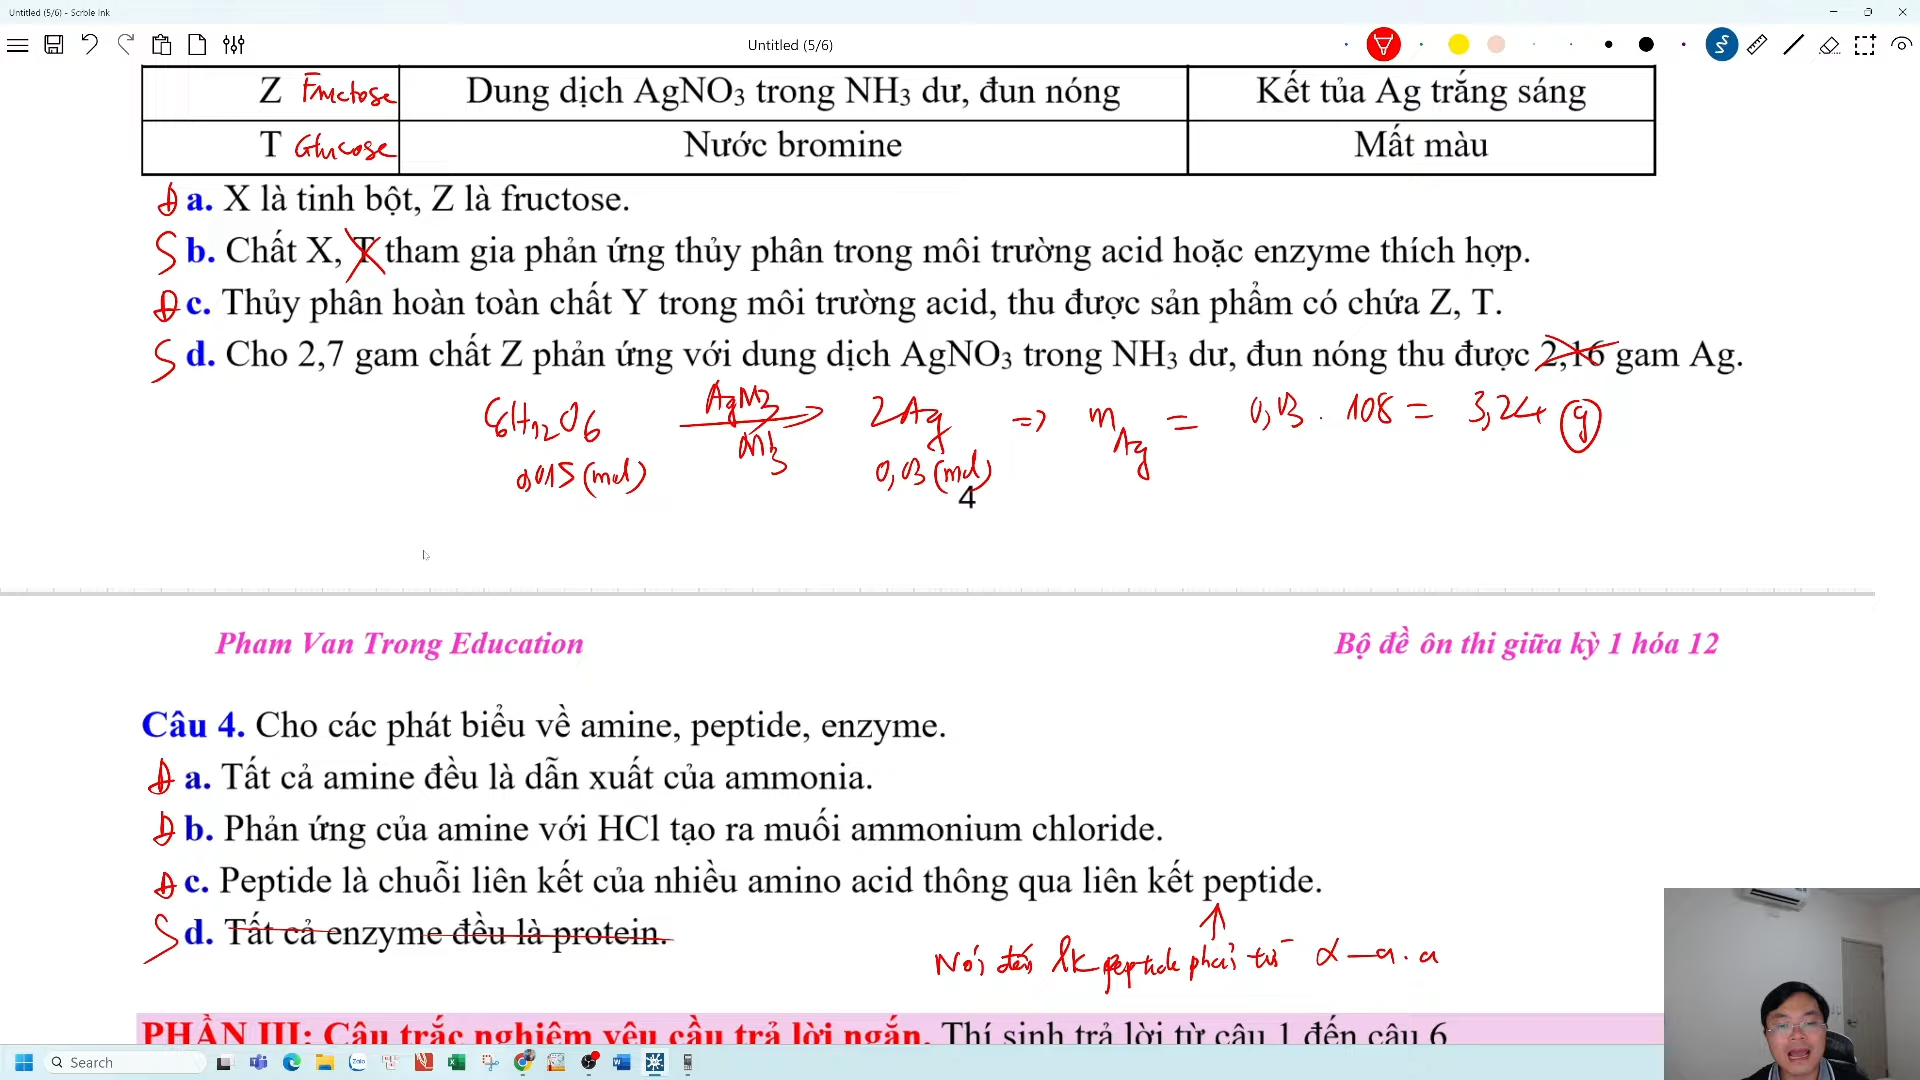 Untitled (5/6) - Scrble Ink
Untitled (5/6)
Z Fructose Dung dịch AgNO3 trong NH3 dư, đun nóng Kết tủa Ag trắng sáng
T Glucose Nước bromine Mất màu
Đ a. X là tinh bột, Z là fructose.
S b. Chất X, T tham gia phản ứng thủy phân trong môi trường acid hoặc enzyme thích hợp.
Đ c. Thủy phân hoàn toàn chất Y trong môi trường acid, thu được sản phẩm có chứa Z, T.
S d. Cho 2,7 gam chất Z phản ứng với dung dịch AgNO3 trong NH3 dư, đun nóng thu được 2,16 gam Ag.
C6H12O6 AgNO3 NH3 2Ag => mAg = 0,03 . 108 = 3,24 g
0,015 (mol) 0,03 (mol)
4
Pham Van Trong Education Bộ đề ôn thi giữa kỳ 1 hóa 12
Câu 4. Cho các phát biểu về amine, peptide, enzyme.
Đ a. Tất cả amine đều là dẫn xuất của ammonia.
Đ b. Phản ứng của amine với HCl tạo ra muối ammonium chloride.
Đ c. Peptide là chuỗi liên kết của nhiều amino acid thông qua liên kết peptide.
S d. Tất cả enzyme đều là protein.
Nói đến lk peptide phải từ α-a.a
PHẦN III: Câu trắc nghiệm yêu cầu trả lời ngắn. Thí sinh trả lời từ câu 1 đến câu 6
Search